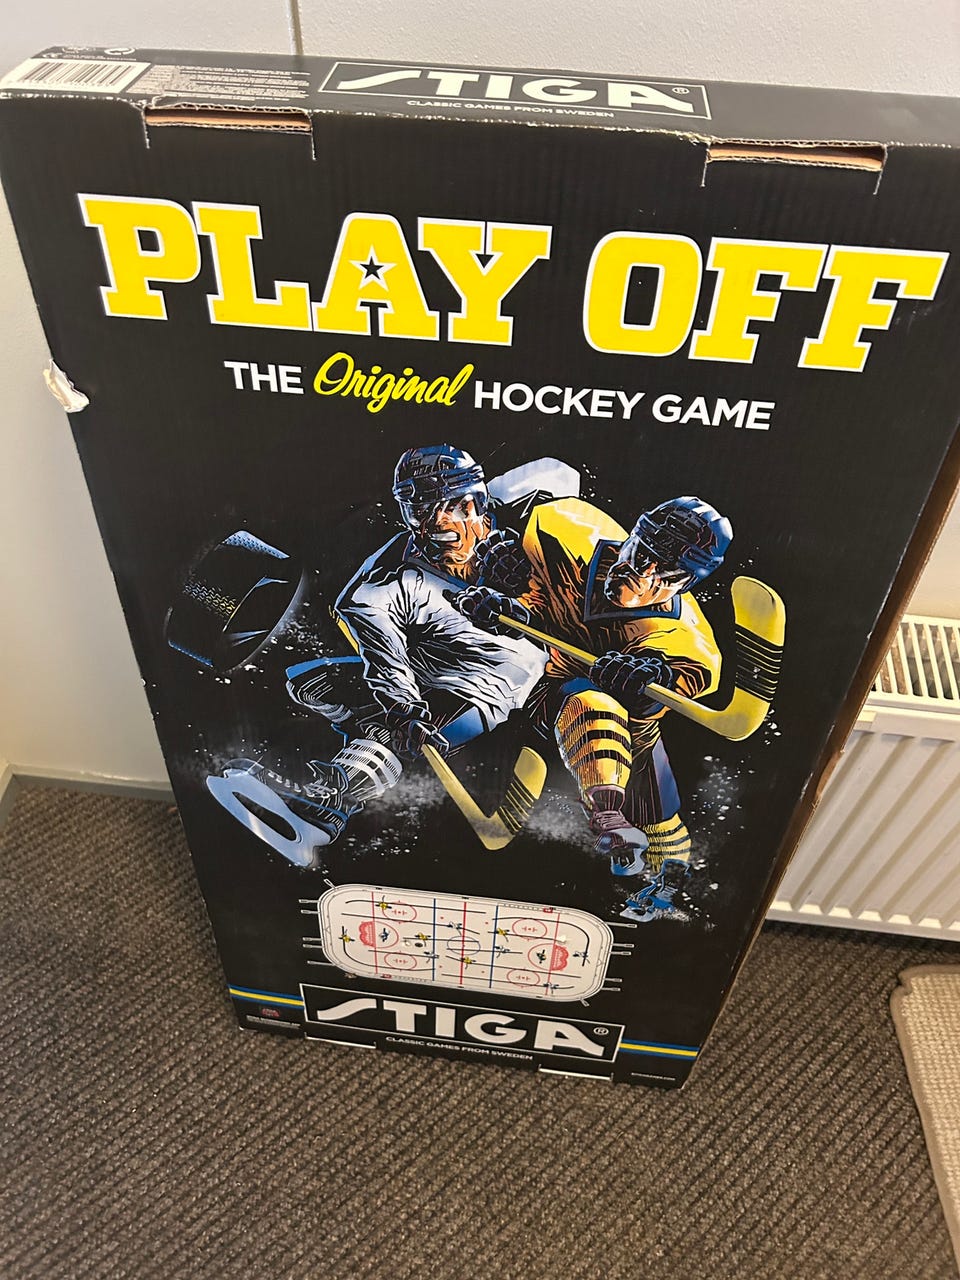 STIGA®
CLASSIC GAMES FROM SWEDEN
PLAY OFF
THE Original HOCKEY GAME
STIGA®
CLASSIC GAMES FROM SWEDEN